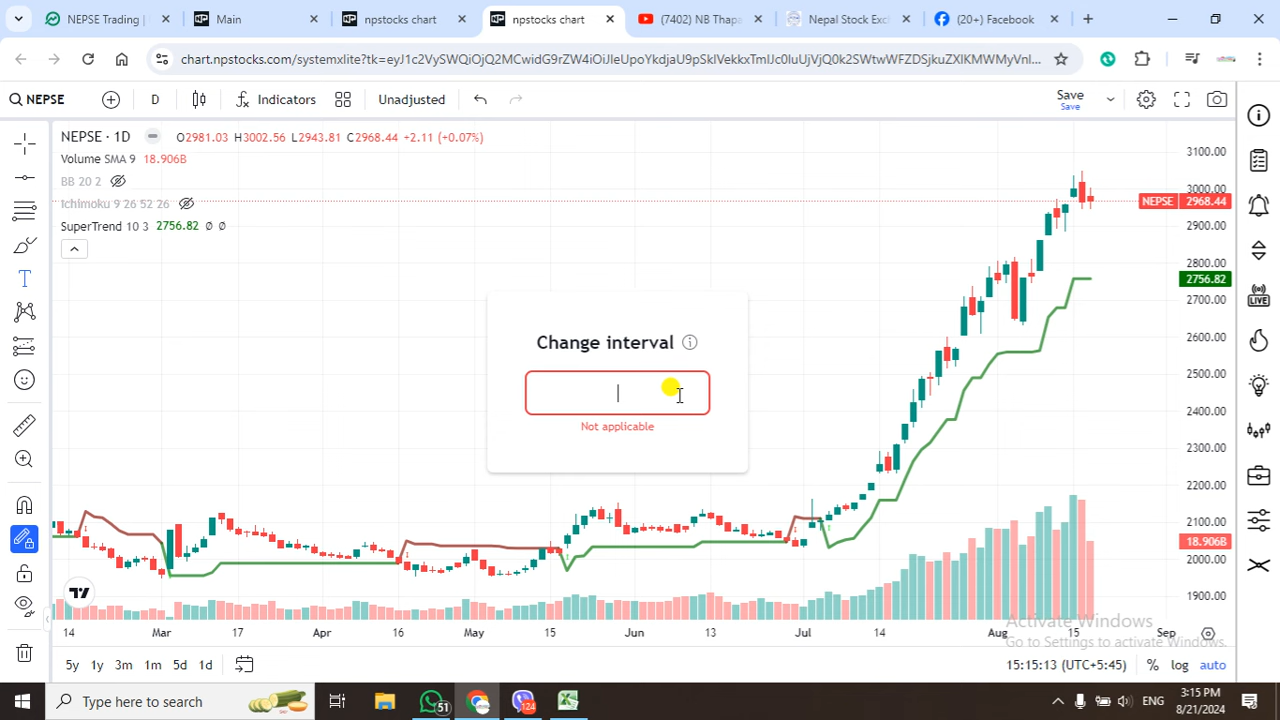 NEPSE Trading
Main
npstocks chart
npstocks chart
(7402) NB Thapa
Nepal Stock Exc
(20+) Facebook
NEPSE
D
Indicators
Unadjusted
Save
Save
NEPSE · 1D
O2981.03 H3002.56 L2943.81 C2968.44 +2.11 (+0.07%)
Volume SMA 9 18.906B
BB 20 2
Ichimoku 9 26 52 26
SuperTrend 10 3 2756.82 Ø Ø
3100.00
3000.00
NEPSE 2968.44
2900.00
2800.00
2756.82
LIVE
2700.00
2600.00
2500.00
2400.00
2300.00
2200.00
2100.00
18.906B
2000.00
1900.00
Change interval
Not applicable
14 Mar 17 Apr 16 May 15 Jun 13 Jul 14 Aug 15 Sep
Activate Windows
Go to Settings to activate Windows.
5y 1y 3m 1m 5d 1d
15:15:13 (UTC+5:45) % log auto
Type here to search
51
124
ENG
3:15 PM
8/21/2024